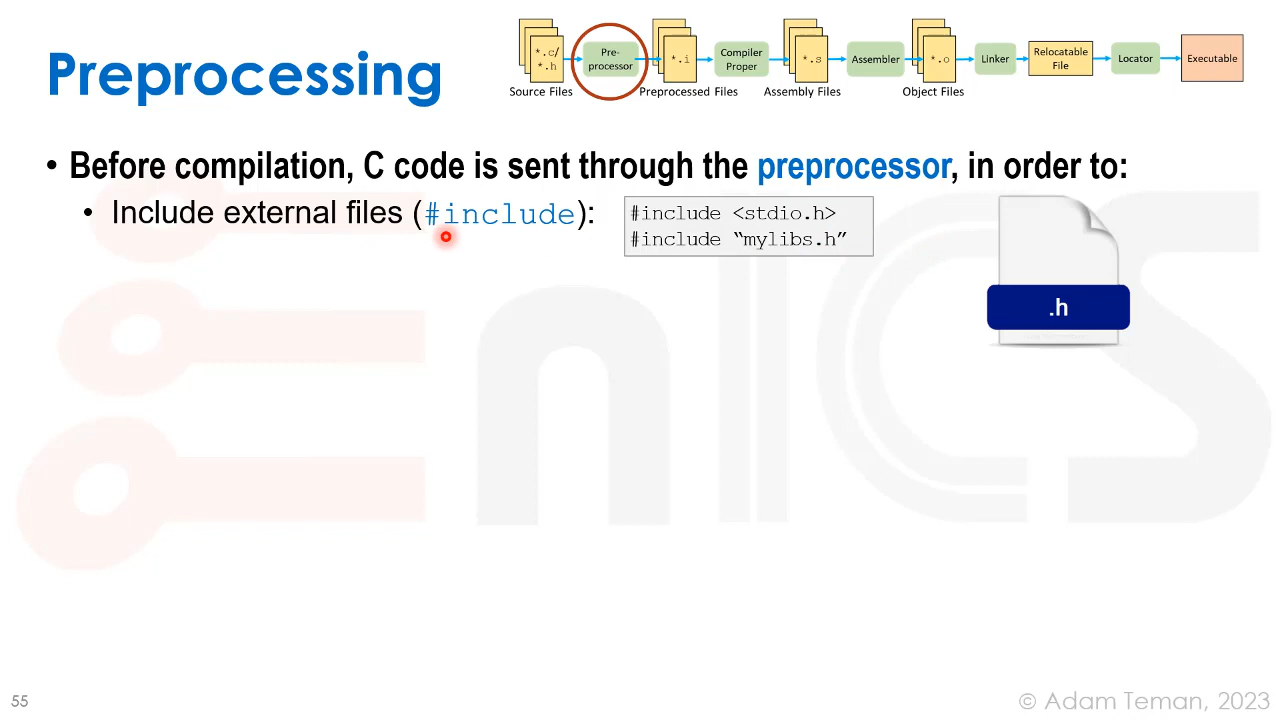 Preprocessing
*.c/
*.h
Source Files
Pre-
processor
*.i
Preprocessed Files
Compiler
Proper
*.s
Assembly Files
Assembler
*.o
Object Files
Linker
Relocatable
File
Locator
Executable
• Before compilation, C code is sent through the preprocessor, in order to:
• Include external files (#include):
#include <stdio.h>
#include “mylibs.h”
.h
EnICS
55
© Adam Teman, 2023